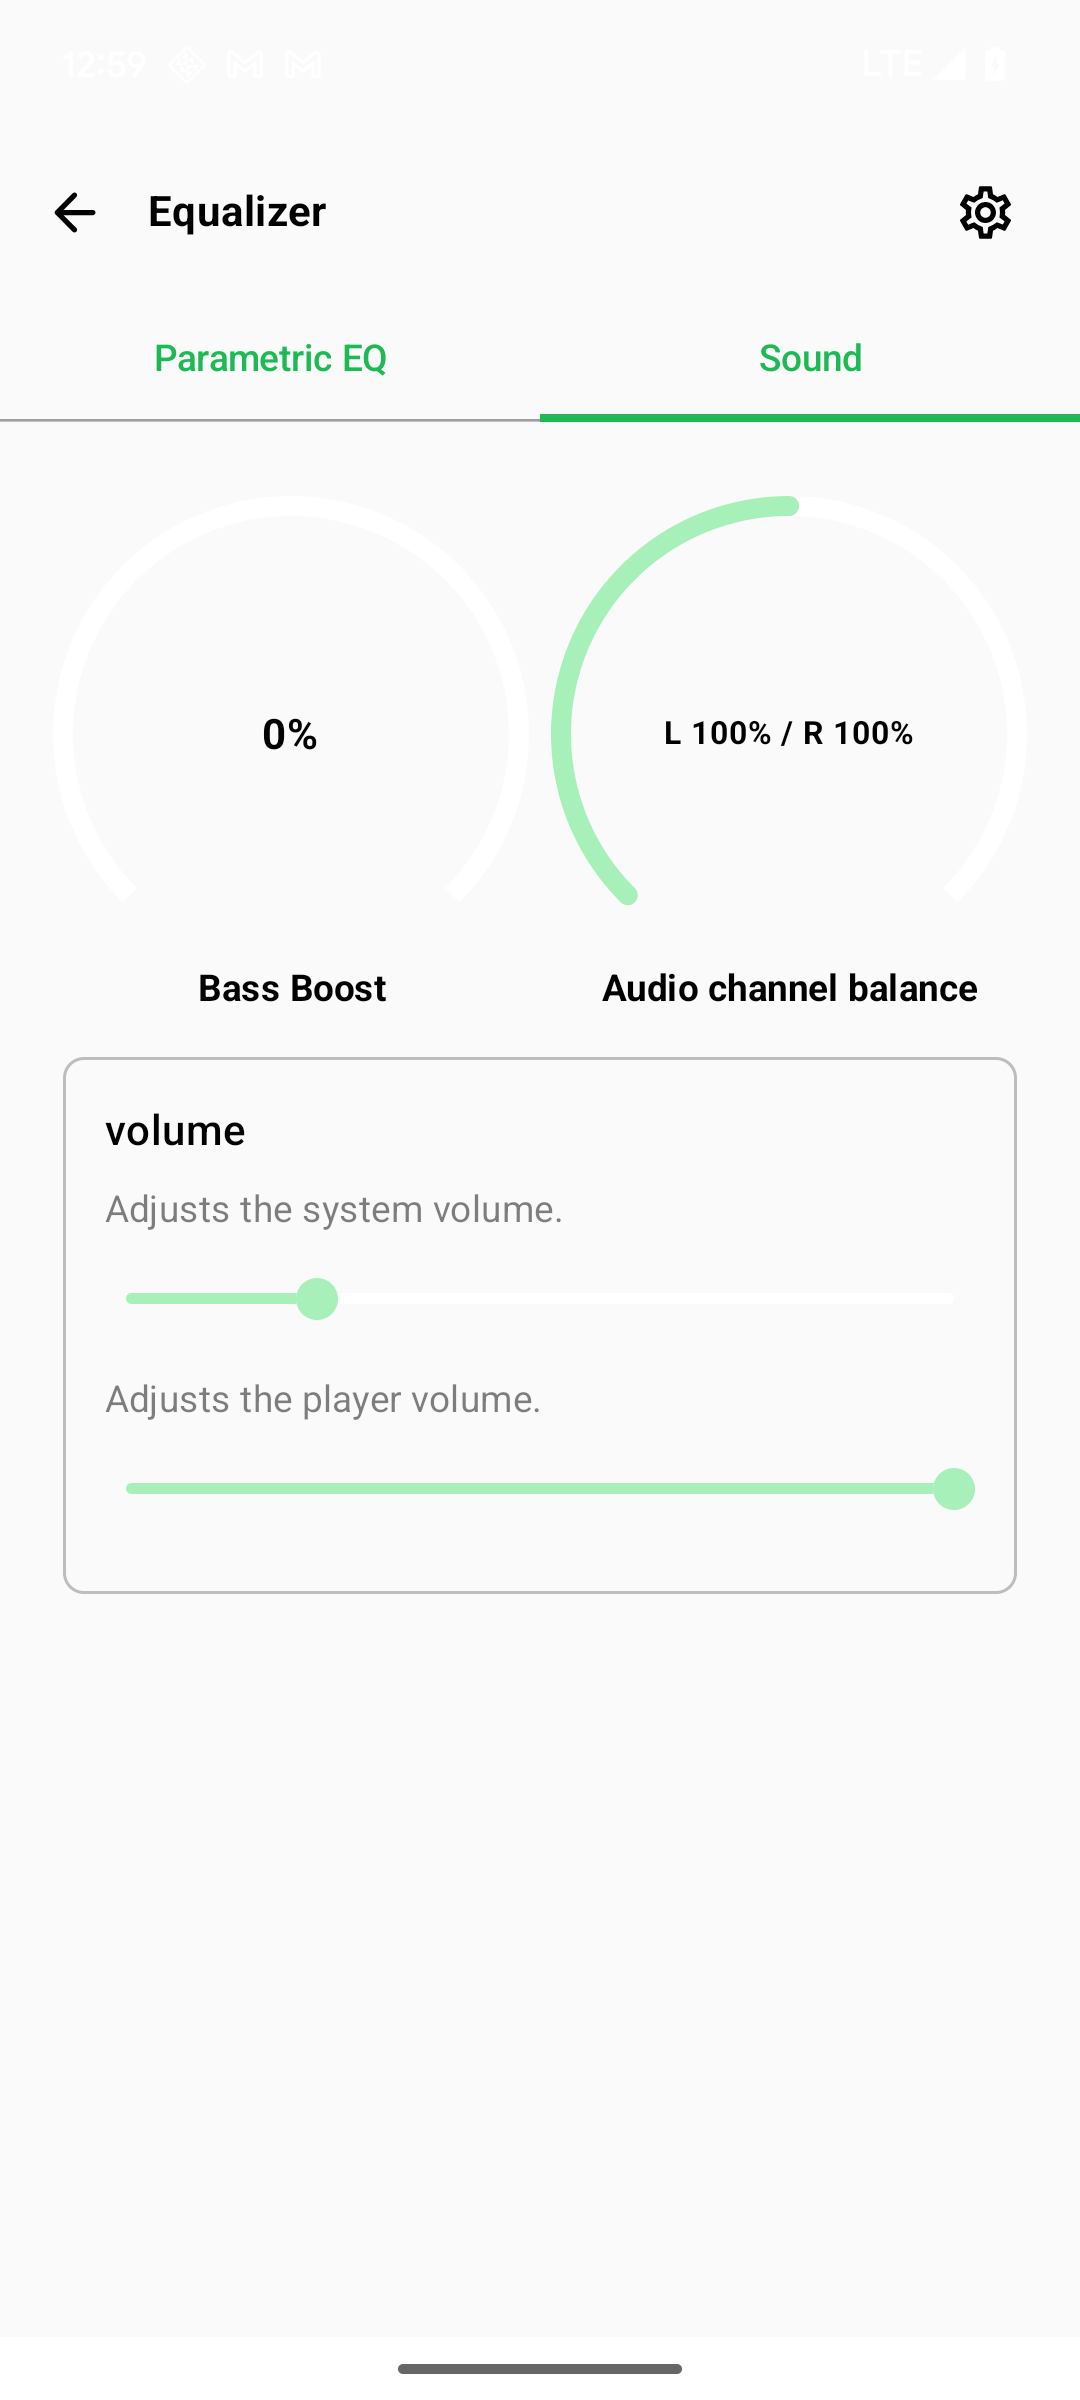 12:59 LTE
Equalizer
Parametric EQ Sound
0% L 100% / R 100%
Bass Boost Audio channel balance
volume
Adjusts the system volume.
Adjusts the player volume.